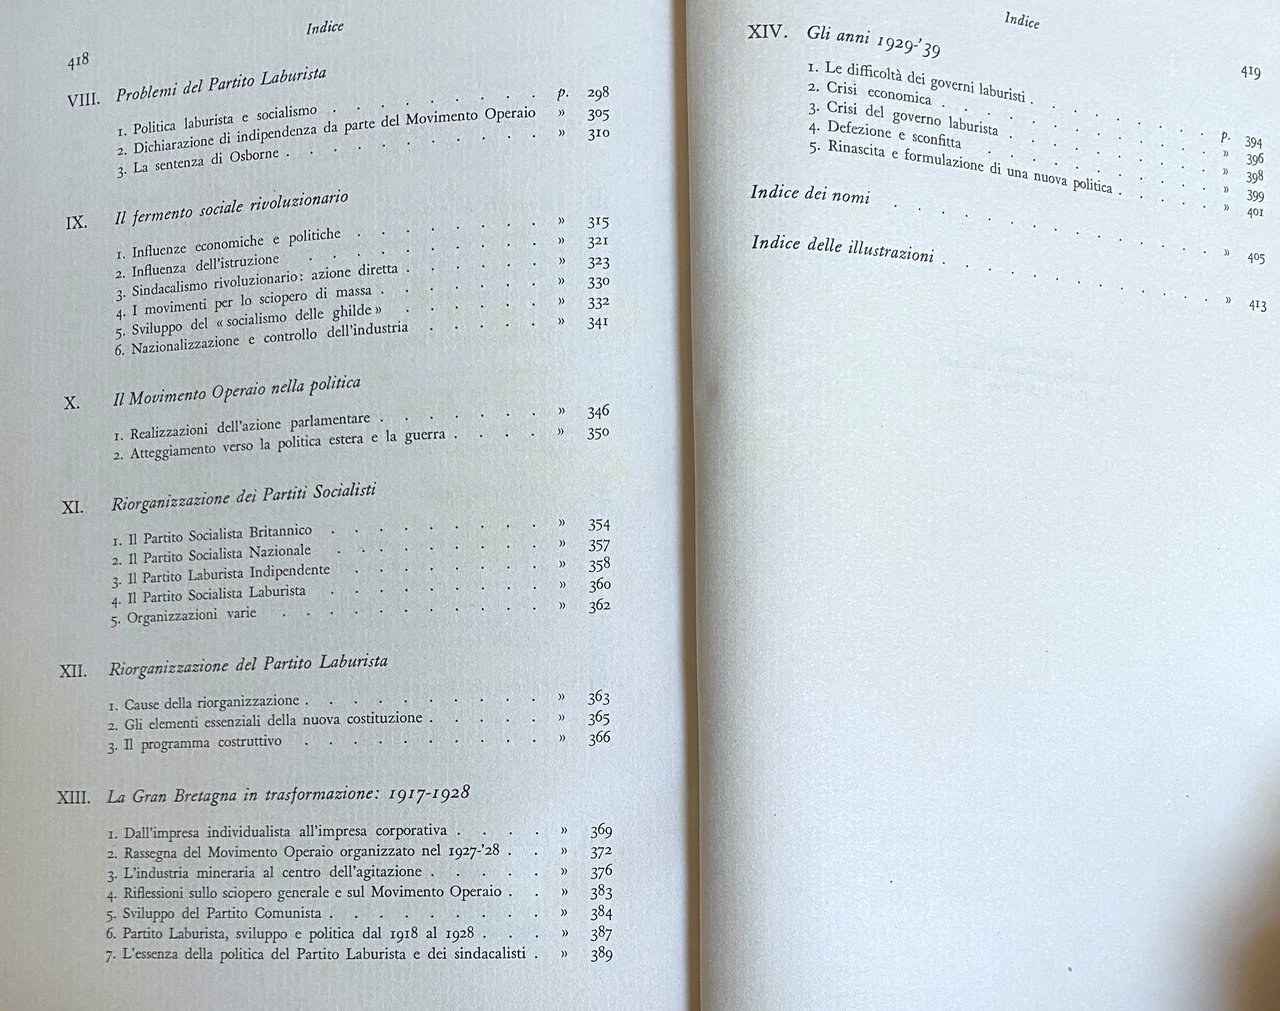 Indice
418
VIII. Problemi del Partito Laburista
1. Politica laburista e socialismo . . . . . . . . . p. 298
2. Dichiarazione di indipendenza da parte del Movimento Operaio » 305
3. La sentenza di Osborne . . . . . . . . . . » 310
IX. Il fermento sociale rivoluzionario
1. Influenze economiche e politiche . . . . . . . . » 315
2. Influenza dell'istruzione . . . . . . . . . » 321
3. Sindacalismo rivoluzionario: azione diretta . . . . . . » 323
4. I movimenti per lo sciopero di massa . . . . . . . » 330
5. Sviluppo del « socialismo delle ghilde » . . . . . . » 332
6. Nazionalizzazione e controllo dell'industria . . . . . » 341
X. Il Movimento Operaio nella politica
1. Realizzazioni dell'azione parlamentare . . . . . . . » 346
2. Atteggiamento verso la politica estera e la guerra . . . . » 350
XI. Riorganizzazione dei Partiti Socialisti
1. Il Partito Socialista Britannico . . . . . . . . . » 354
2. Il Partito Socialista Nazionale . . . . . . . . . » 357
3. Il Partito Laburista Indipendente . . . . . . . . » 358
4. Il Partito Socialista Laburista . . . . . . . . . » 360
5. Organizzazioni varie . . . . . . . . . . . » 362
XII. Riorganizzazione del Partito Laburista
1. Cause della riorganizzazione . . . . . . . . . . » 363
2. Gli elementi essenziali della nuova costituzione . . . . . » 365
3. Il programma costruttivo . . . . . . . . . . » 366
XIII. La Gran Bretagna in trasformazione: 1917-1928
1. Dall'impresa individualista all'impresa corporativa . . . . » 369
2. Rassegna del Movimento Operaio organizzato nel 1927-'28 . . » 372
3. L'industria mineraria al centro dell'agitazione . . . . . » 376
4. Riflessioni sullo sciopero generale e sul Movimento Operaio . . » 383
5. Sviluppo del Partito Comunista . . . . . . . . . » 384
6. Partito Laburista, sviluppo e politica dal 1918 al 1928 . . . » 387
7. L'essenza della politica del Partito Laburista e dei sindacalisti . » 389
Indice
419
XIV. Gli anni 1929-'39
1. Le difficoltà dei governi laburisti . . . . . . . . p. 394
2. Crisi economica . . . . . . . . . . . » 396
3. Crisi del governo laburista . . . . . . . . . » 398
4. Defezione e sconfitta . . . . . . . . . . » 399
5. Rinascita e formulazione di una nuova politica . . . . . » 401
Indice dei nomi . . . . . . . . . . . . . » 405
Indice delle illustrazioni . . . . . . . . . . . . » 413